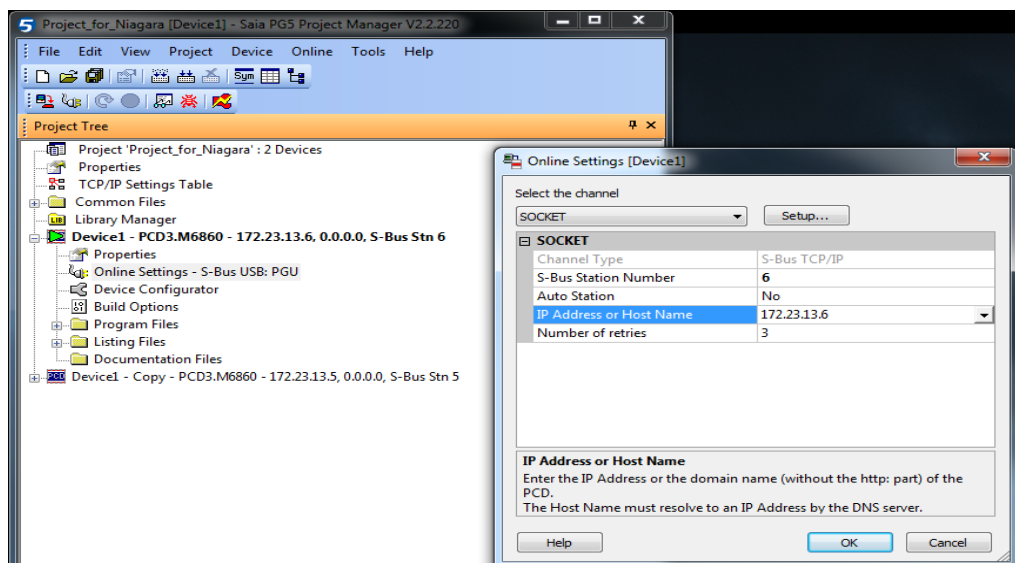 5 Project_for_Niagara [Device1] - Saia PG5 Project Manager V2.2.220
File Edit View Project Device Online Tools Help
Sym
Project Tree
Project 'Project_for_Niagara' : 2 Devices
Properties
TCP/IP Settings Table
Common Files
LIB Library Manager
Device1 - PCD3.M6860 - 172.23.13.6, 0.0.0.0, S-Bus Stn 6
Properties
Online Settings - S-Bus USB: PGU
Device Configurator
Build Options
Program Files
Listing Files
Documentation Files
PCD Device1 - Copy - PCD3.M6860 - 172.23.13.5, 0.0.0.0, S-Bus Stn 5
Online Settings [Device1]
Select the channel
SOCKET Setup...
SOCKET
Channel Type S-Bus TCP/IP
S-Bus Station Number 6
Auto Station No
IP Address or Host Name 172.23.13.6
Number of retries 3
IP Address or Host Name
Enter the IP Address or the domain name (without the http: part) of the
PCD.
The Host Name must resolve to an IP Address by the DNS server.
Help OK Cancel